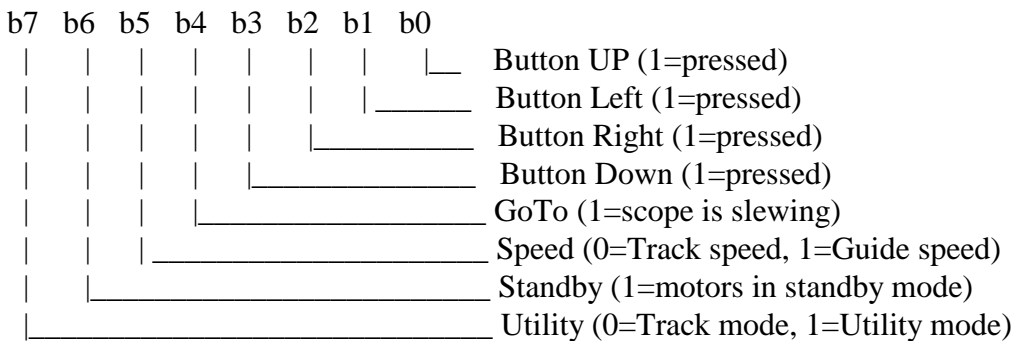 b7 b6 b5 b4 b3 b2 b1 b0
Button UP (1=pressed)
Button Left (1=pressed)
Button Right (1=pressed)
Button Down (1=pressed)
GoTo (1=scope is slewing)
Speed (0=Track speed, 1=Guide speed)
Standby (1=motors in standby mode)
Utility (0=Track mode, 1=Utility mode)